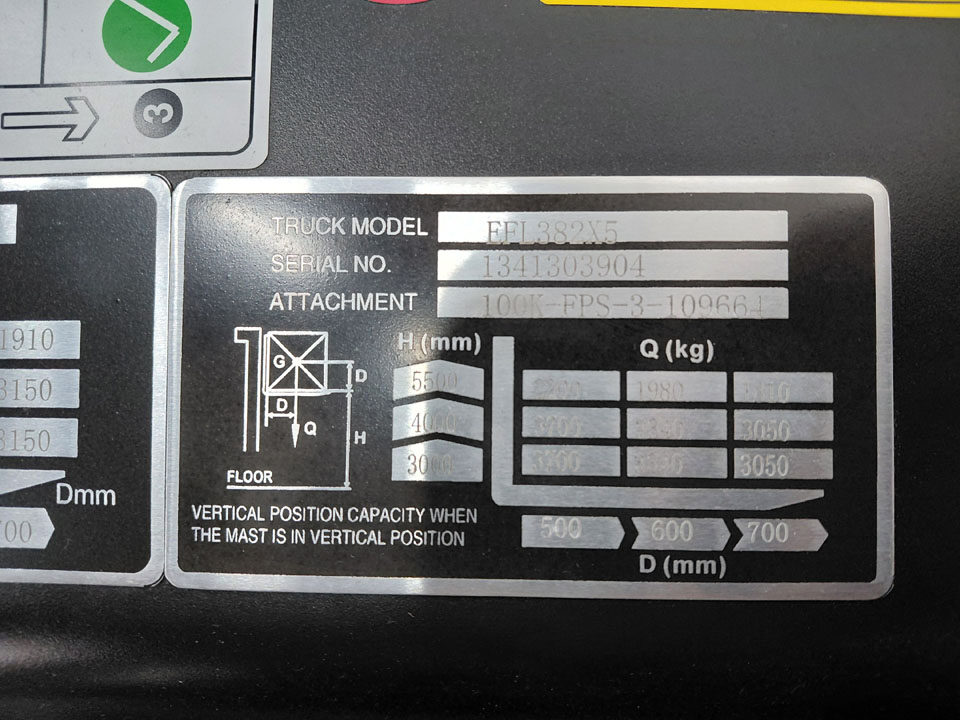 3
1910
3150
3150
Dmm
700
TRUCK MODEL EFL382X5
SERIAL NO. 1341303904
ATTACHMENT 100K-FPS-3-109664
H (mm) Q (kg)
G
D
D
Q
H
FLOOR
5500 1980
4000 3050
3000 3050
500 600 700
D (mm)
VERTICAL POSITION CAPACITY WHEN
THE MAST IS IN VERTICAL POSITION